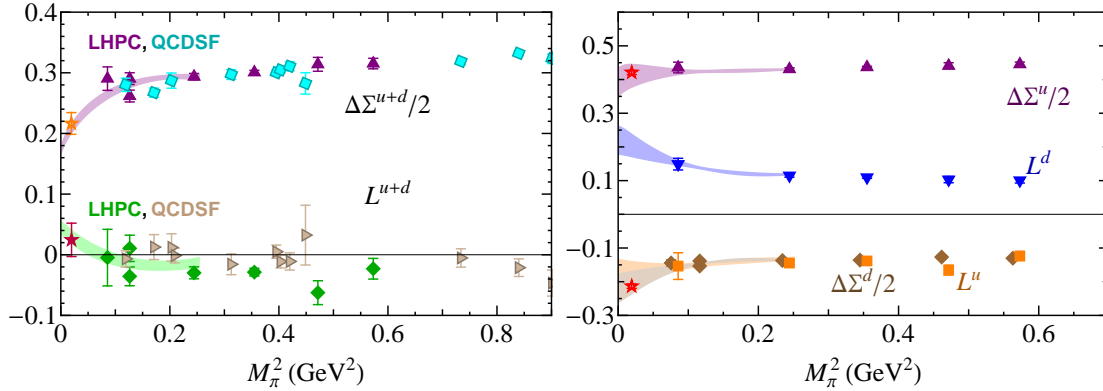 0.4
LHPC, QCDSF
0.3
ΔΣ^{u+d}/2
0.2
0.1
L^{u+d}
LHPC, QCDSF
0
−0.1
0 0.2 0.4 0.6 0.8
M_π^2 (GeV^2)
0.5
ΔΣ^u/2
0.3
L^d
0.1
−0.1
ΔΣ^d/2 L^u
−0.3
0 0.2 0.4 0.6
M_π^2 (GeV^2)